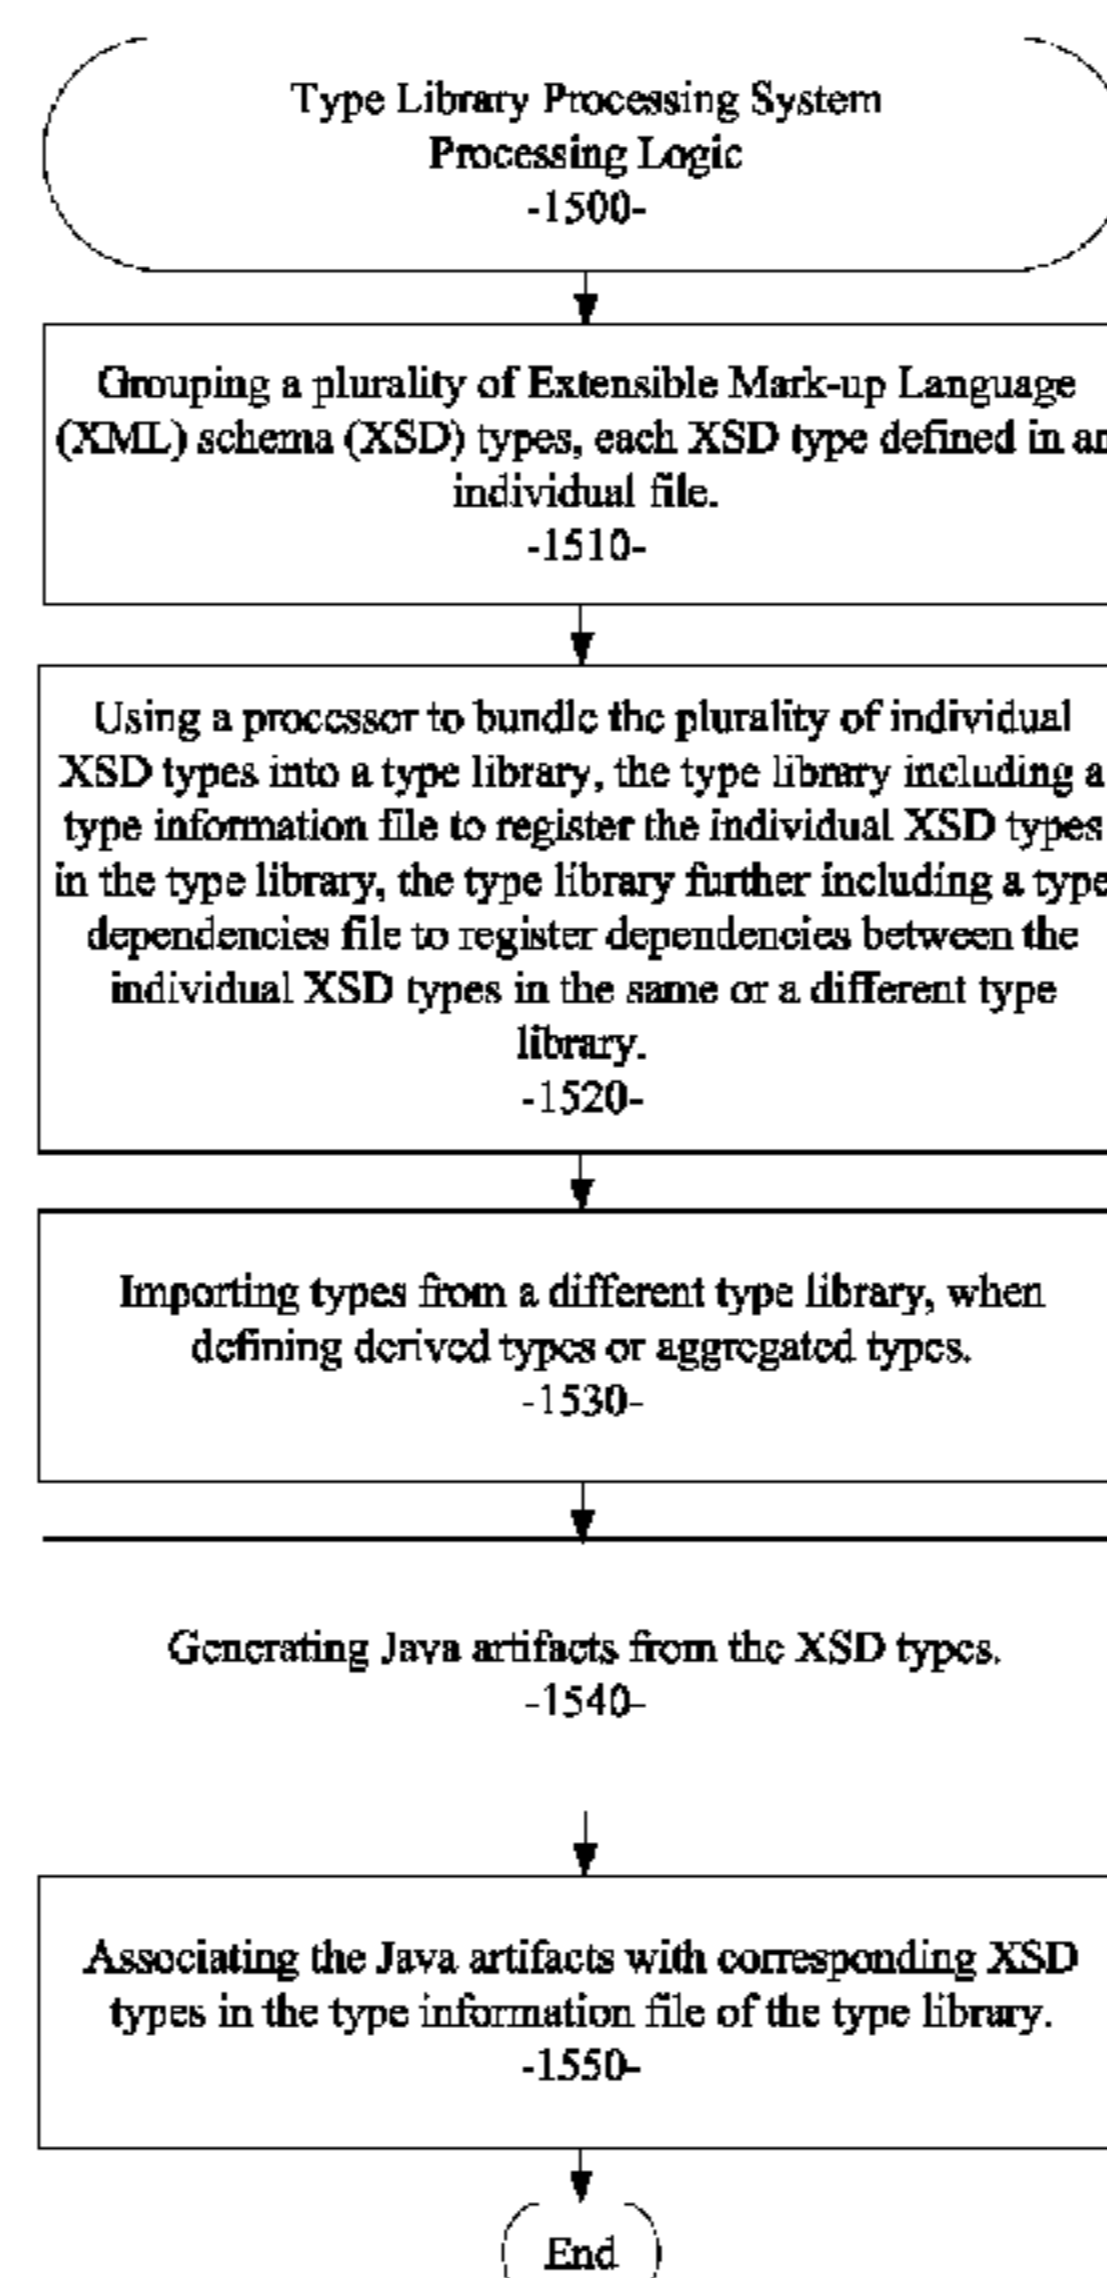 Type Library Processing System
Processing Logic
-1500-
Grouping a plurality of Extensible Mark-up Language
(XML) schema (XSD) types, each XSD type defined in an
individual file.
-1510-
Using a processor to bundle the plurality of individual
XSD types into a type library, the type library including a
type information file to register the individual XSD types
in the type library, the type library further including a type
dependencies file to register dependencies between the
individual XSD types in the same or a different type
library.
-1520-
Importing types from a different type library, when
defining derived types or aggregated types.
-1530-
Generating Java artifacts from the XSD types.
-1540-
Associating the Java artifacts with corresponding XSD
types in the type information file of the type library.
-1550-
End